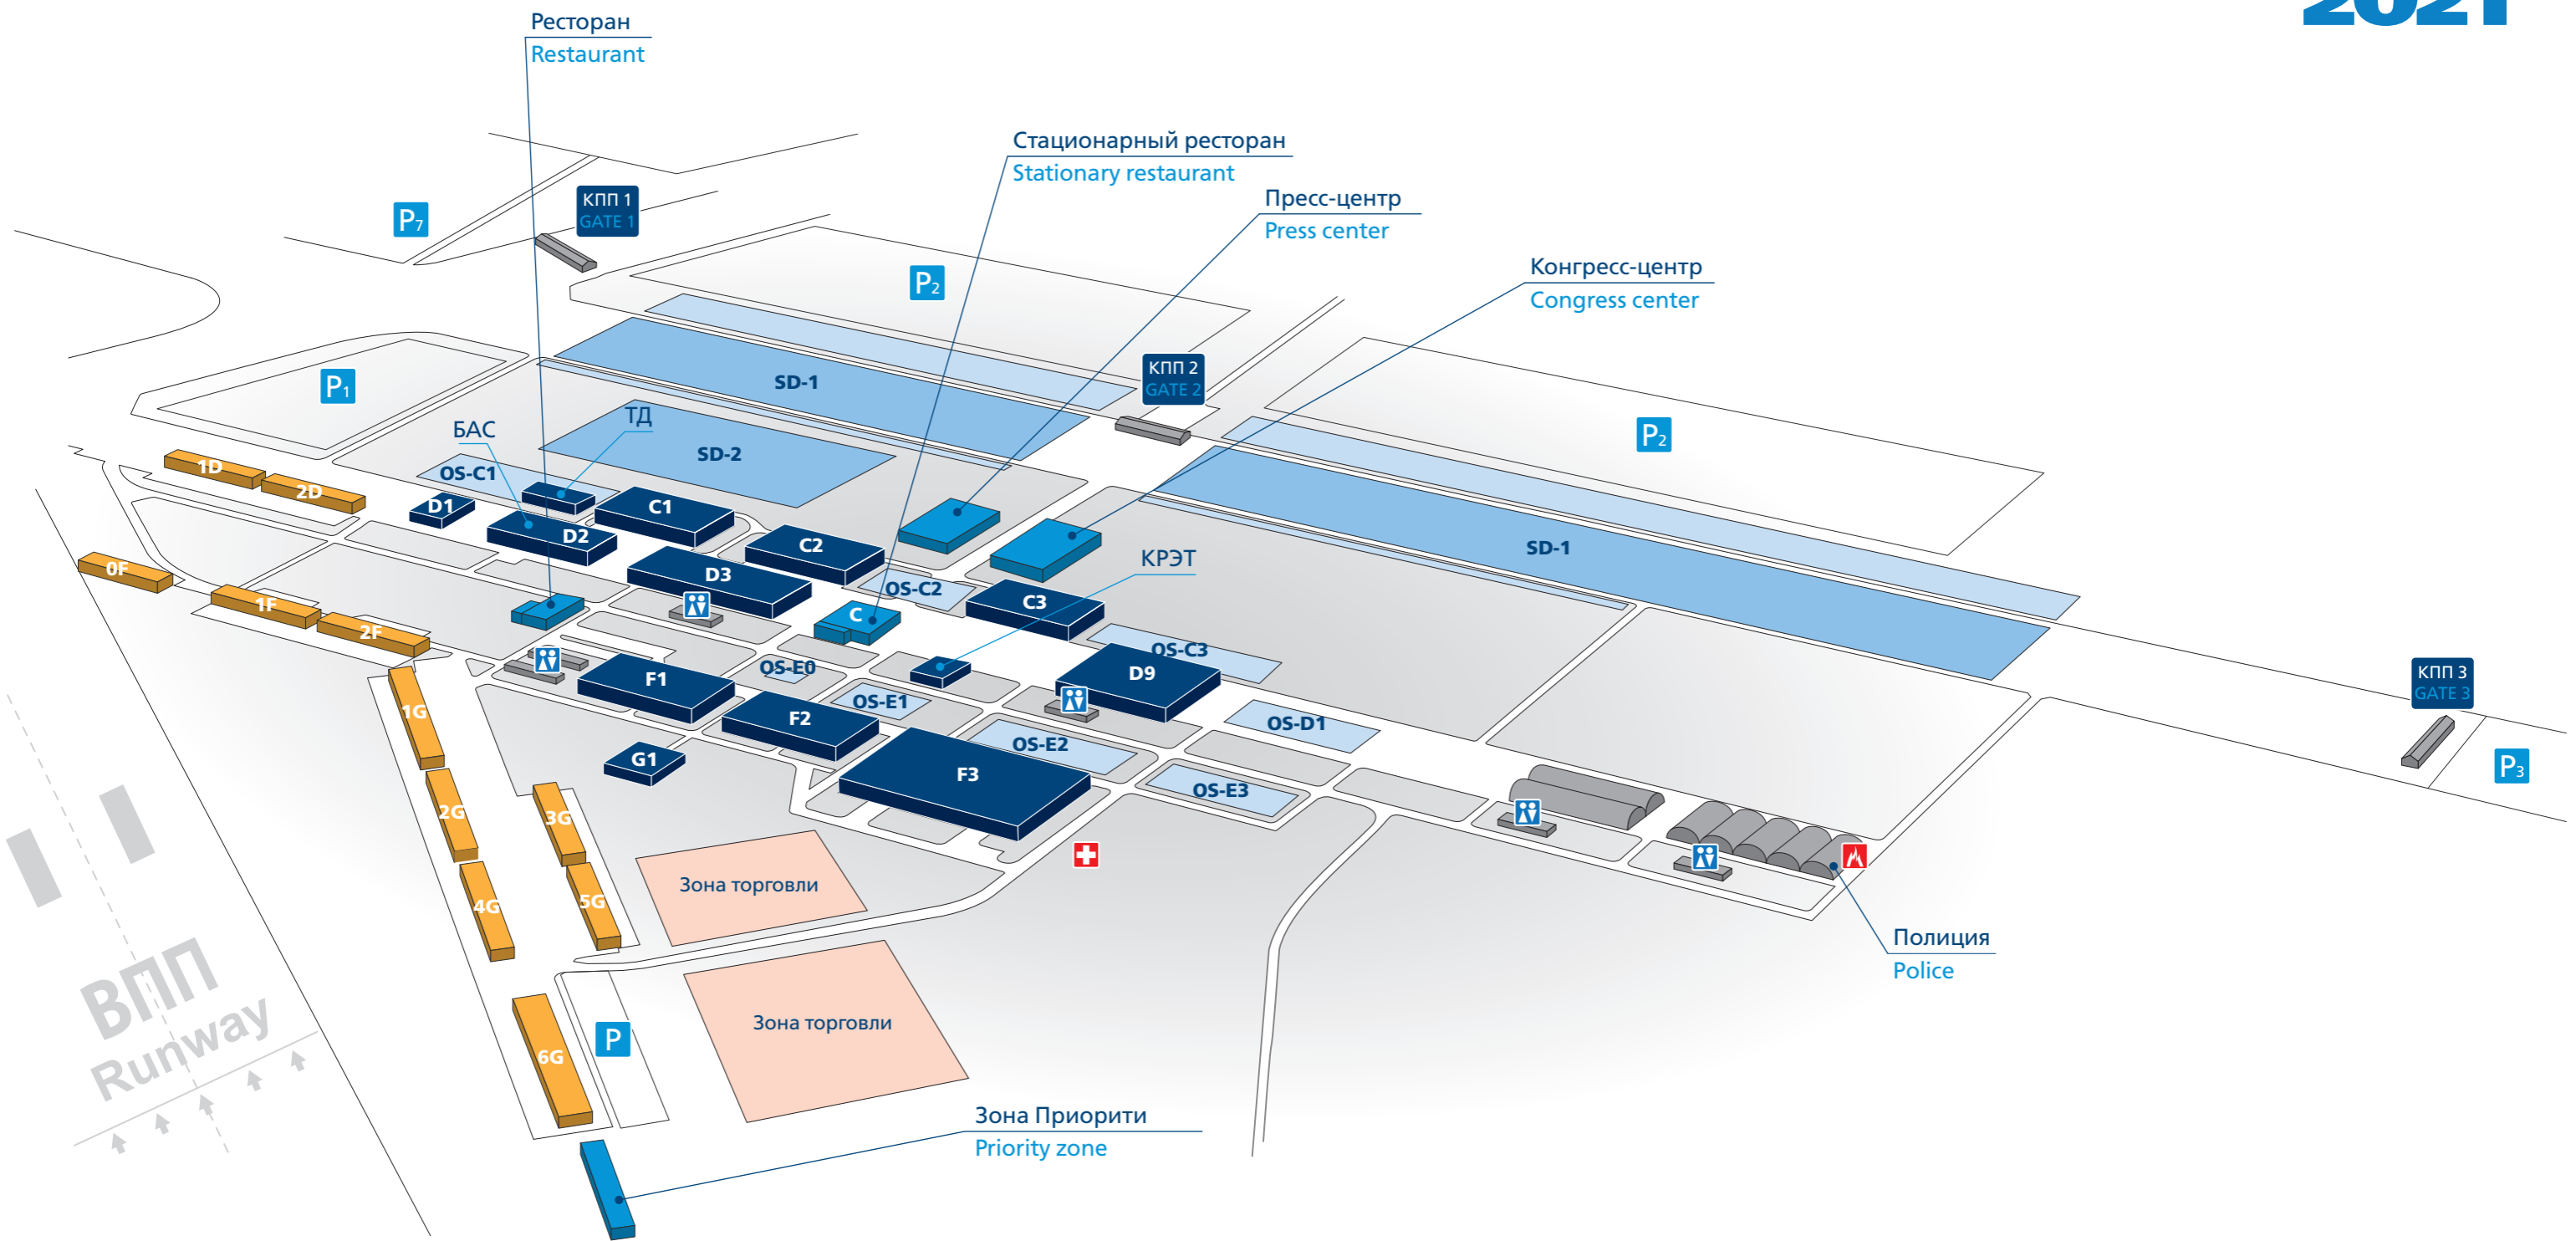 2021
Ресторан
Restaurant
Стационарный ресторан
Stationary restaurant
Пресс-центр
Press center
Конгресс-центр
Congress center
P7
КПП 1
GATE 1
P2
P1
SD-1
КПП 2
GATE 2
P2
БАС
ТД
SD-2
OS-C1
1D
2D
D1
C1
D2
C2
SD-1
КРЭТ
0F
D3
OS-C2
C3
1F
2F
C
OS-C3
OS-E0
D9
F1
1G
OS-E1
F2
OS-D1
КПП 3
GATE 3
G1
OS-E2
F3
P3
OS-E3
2G
3G
4G
5G
Зона торговли
Полиция
Police
ВПП
Runway
Зона торговли
6G
P
Зона Приорити
Priority zone